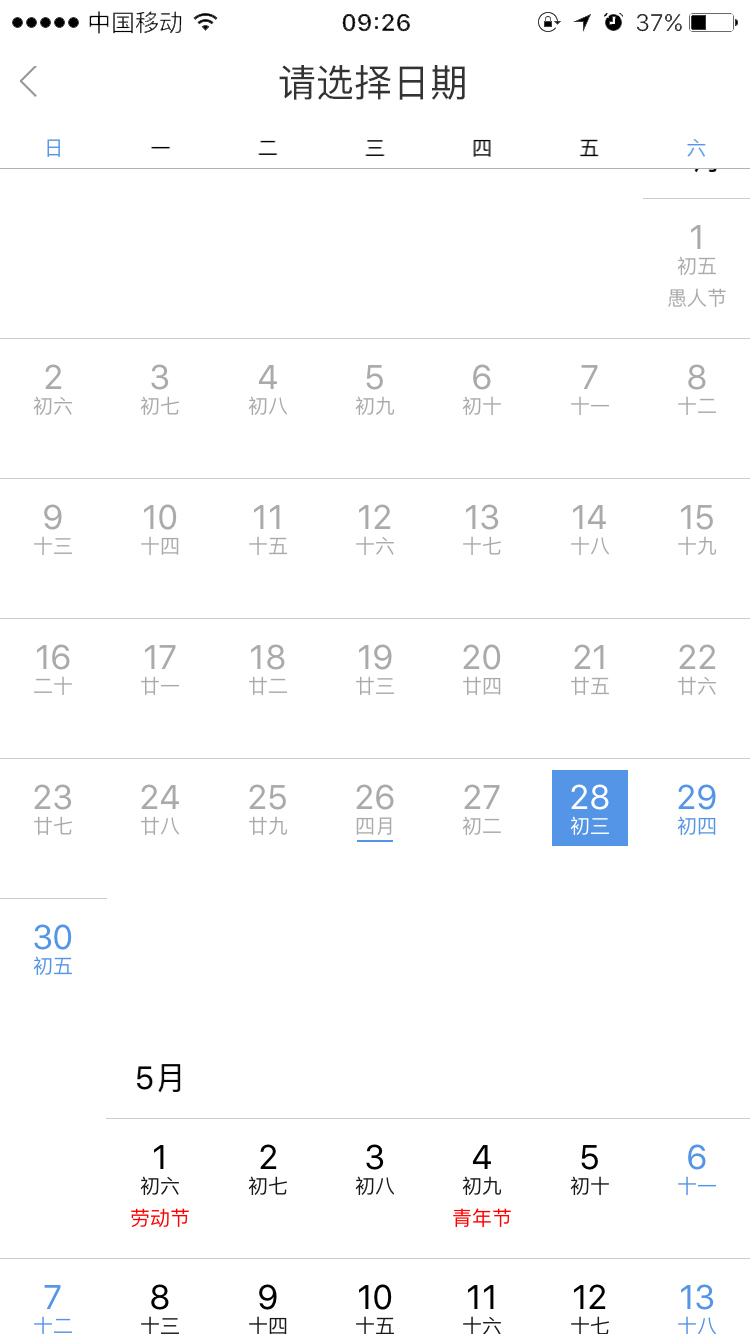 中国移动 09:26 37%
请选择日期
日 一 二 三 四 五 六
1
初五
愚人节
2 3 4 5 6 7 8
初六 初七 初八 初九 初十 十一 十二
9 10 11 12 13 14 15
十三 十四 十五 十六 十七 十八 十九
16 17 18 19 20 21 22
二十 廿一 廿二 廿三 廿四 廿五 廿六
23 24 25 26 27 28 29
廿七 廿八 廿九 四月 初二 初三 初四
30
初五
5月
1 2 3 4 5 6
初六 初七 初八 初九 初十 十一
劳动节 青年节
7 8 9 10 11 12 13
十二 十三 十四 十五 十六 十七 十八